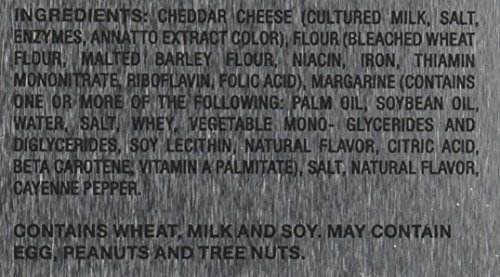 INGREDIENTS: CHEDDAR CHEESE (CULTURED MILK, SALT,
ENZYMES, ANNATTO EXTRACT COLOR), FLOUR (BLEACHED WHEAT
FLOUR, MALTED BARLEY FLOUR, NIACIN, IRON, THIAMIN
MONONITRATE, RIBOFLAVIN, FOLIC ACID), MARGARINE (CONTAINS
ONE OR MORE OF THE FOLLOWING: PALM OIL, SOYBEAN OIL,
WATER, SALT, WHEY, VEGETABLE MONO- GLYCERIDES AND
DIGLYCERIDES, SOY LECITHIN, NATURAL FLAVOR, CITRIC ACID,
BETA CAROTENE, VITAMIN A PALMITATE), SALT, NATURAL FLAVOR,
CAYENNE PEPPER.
CONTAINS WHEAT, MILK AND SOY. MAY CONTAIN
EGG, PEANUTS AND TREE NUTS.